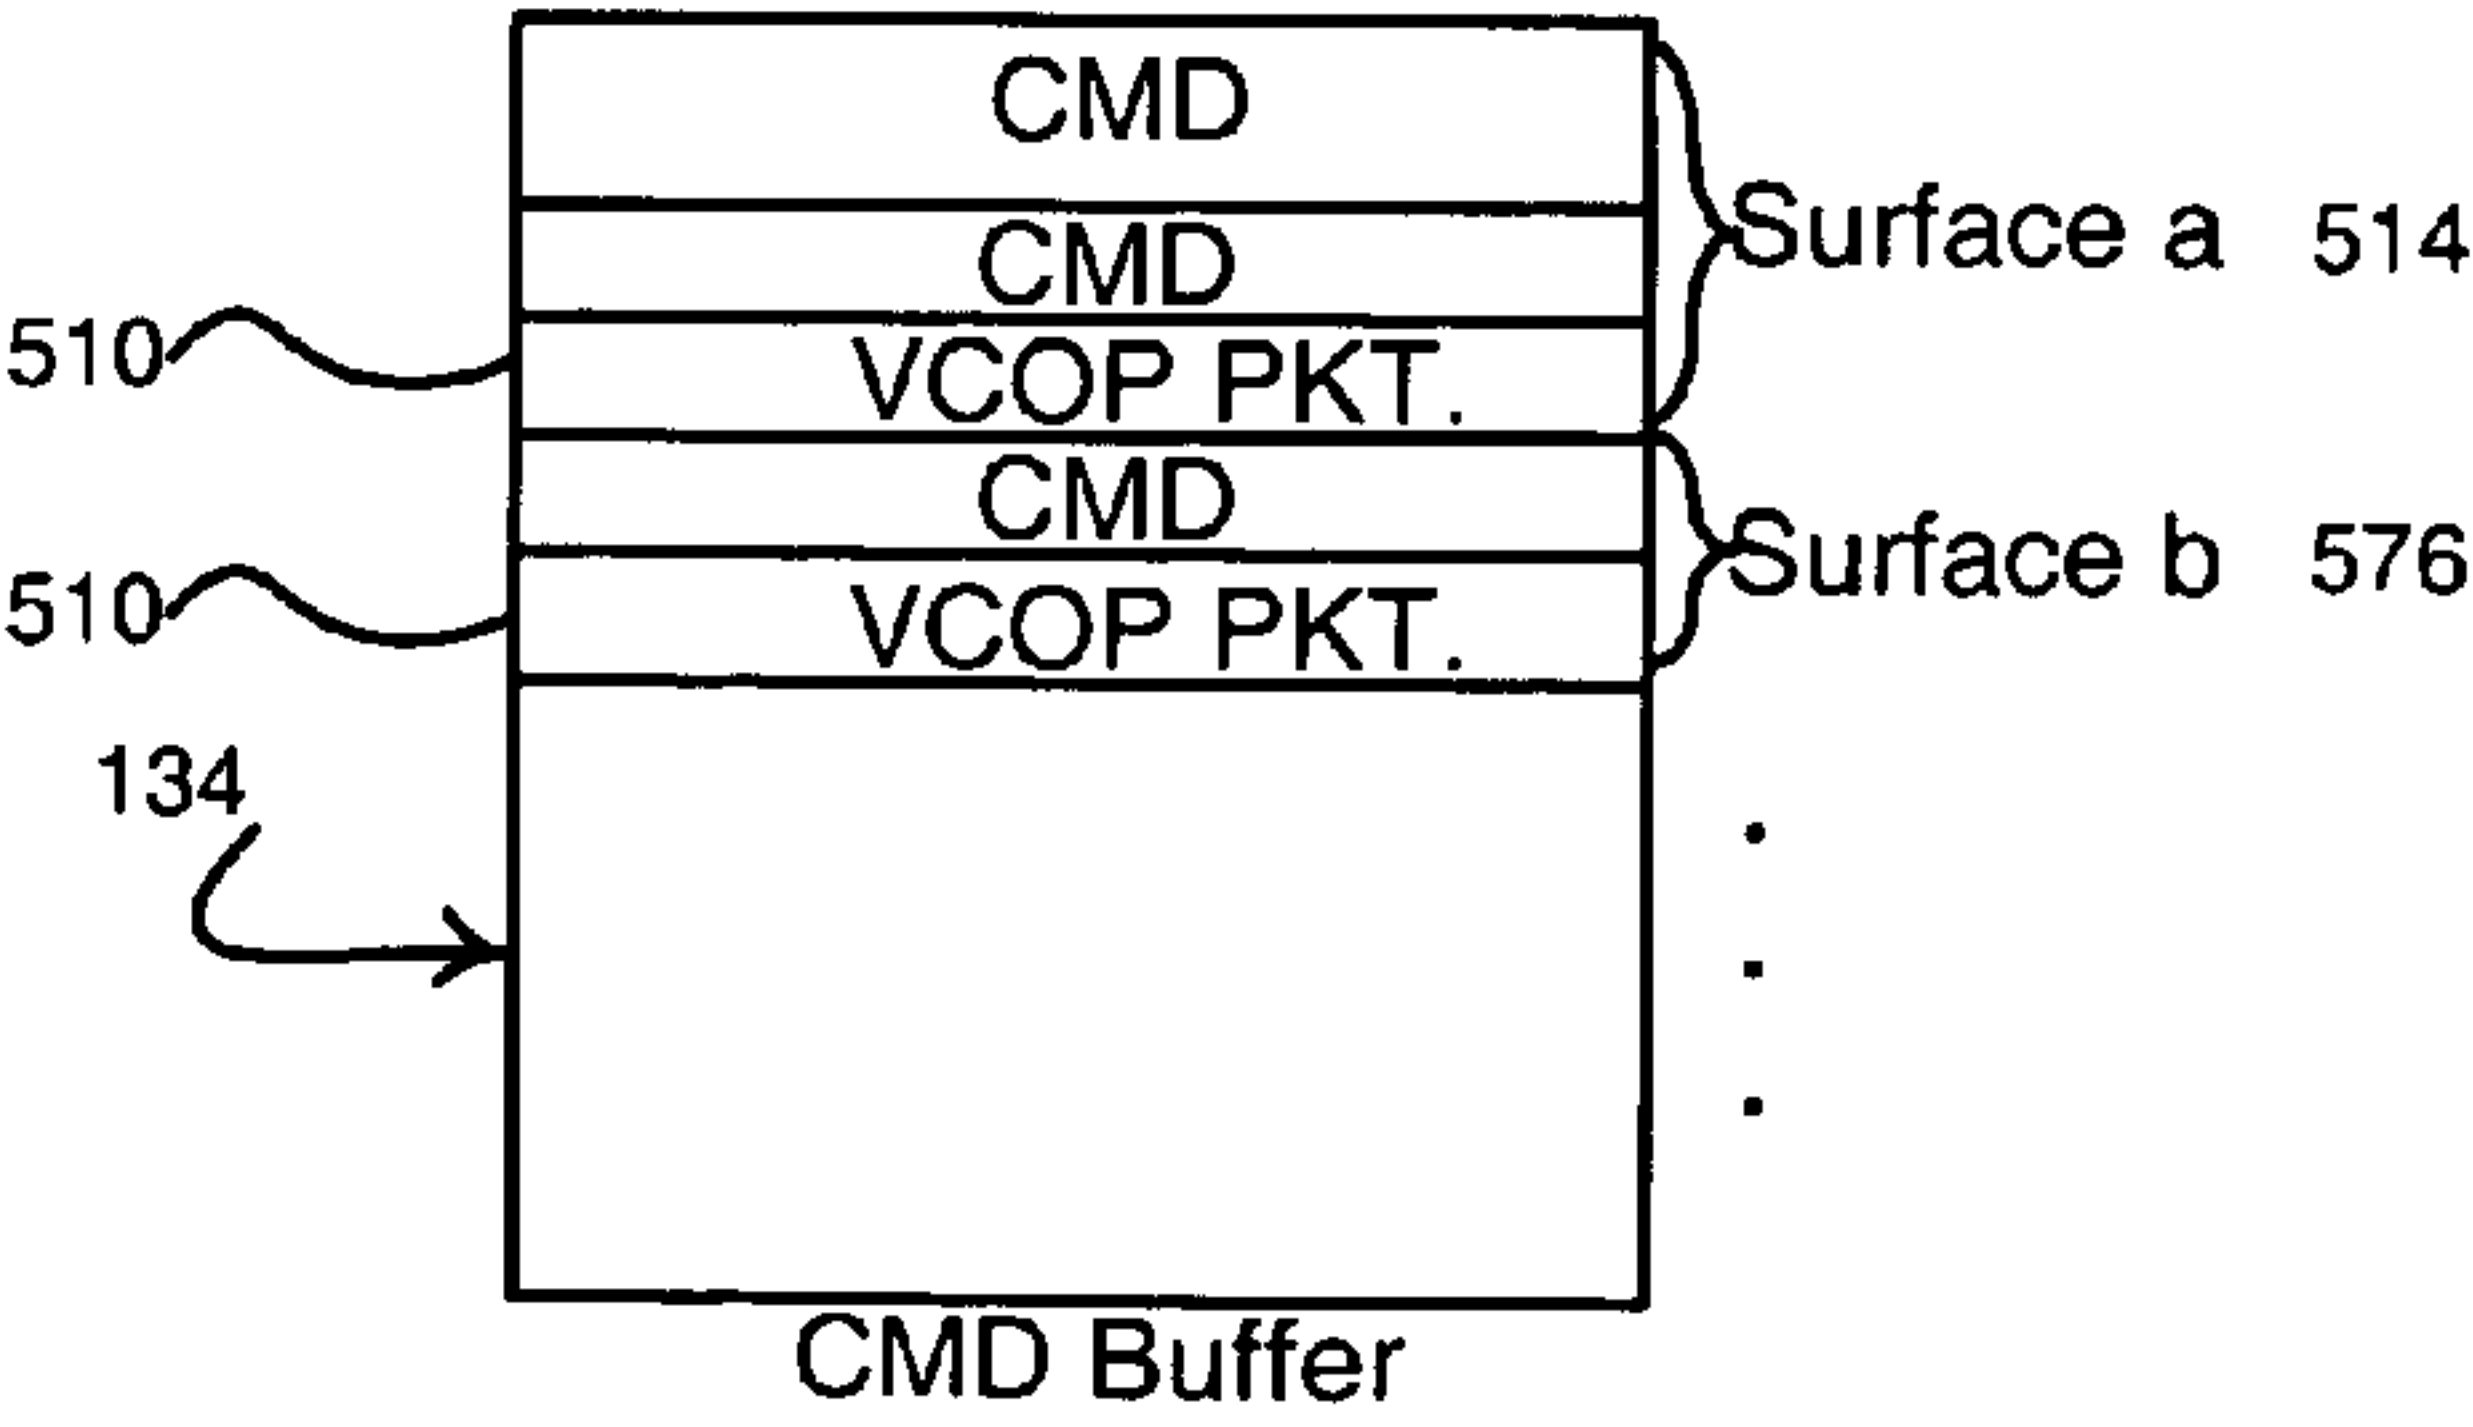 CMD
Surface a 514
CMD
510
VCOP PKT.
CMD
Surface b 576
510
VCOP PKT.
134
CMD Buffer